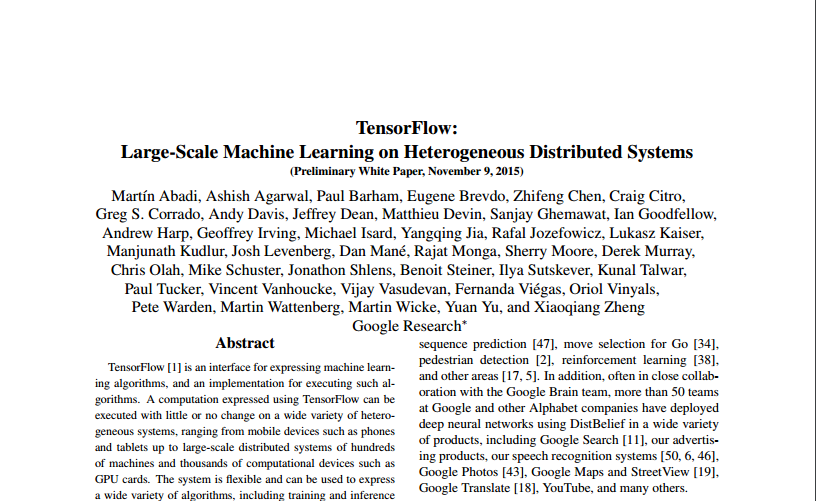 TensorFlow:
Large-Scale Machine Learning on Heterogeneous Distributed Systems
(Preliminary White Paper, November 9, 2015)
Martín Abadi, Ashish Agarwal, Paul Barham, Eugene Brevdo, Zhifeng Chen, Craig Citro,
Greg S. Corrado, Andy Davis, Jeffrey Dean, Matthieu Devin, Sanjay Ghemawat, Ian Goodfellow,
Andrew Harp, Geoffrey Irving, Michael Isard, Yangqing Jia, Rafal Jozefowicz, Lukasz Kaiser,
Manjunath Kudlur, Josh Levenberg, Dan Mané, Rajat Monga, Sherry Moore, Derek Murray,
Chris Olah, Mike Schuster, Jonathon Shlens, Benoit Steiner, Ilya Sutskever, Kunal Talwar,
Paul Tucker, Vincent Vanhoucke, Vijay Vasudevan, Fernanda Viégas, Oriol Vinyals,
Pete Warden, Martin Wattenberg, Martin Wicke, Yuan Yu, and Xiaoqiang Zheng
Google Research*
Abstract
TensorFlow [1] is an interface for expressing machine learn-
ing algorithms, and an implementation for executing such al-
gorithms. A computation expressed using TensorFlow can be
executed with little or no change on a wide variety of hetero-
geneous systems, ranging from mobile devices such as phones
and tablets up to large-scale distributed systems of hundreds
of machines and thousands of computational devices such as
GPU cards. The system is flexible and can be used to express
a wide variety of algorithms, including training and inference
sequence prediction [47], move selection for Go [34],
pedestrian detection [2], reinforcement learning [38],
and other areas [17, 5]. In addition, often in close collab-
oration with the Google Brain team, more than 50 teams
at Google and other Alphabet companies have deployed
deep neural networks using DistBelief in a wide variety
of products, including Google Search [11], our advertis-
ing products, our speech recognition systems [50, 6, 46],
Google Photos [43], Google Maps and StreetView [19],
Google Translate [18], YouTube, and many others.